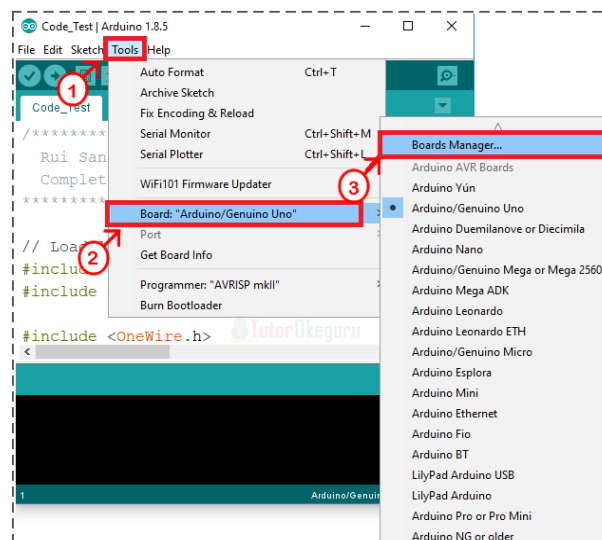 Code_Test | Arduino 1.8.5
File Edit Sketch Tools Help
1
Auto Format Ctrl+T
Archive Sketch
Fix Encoding & Reload
Serial Monitor Ctrl+Shift+M
Serial Plotter Ctrl+Shift+L
WiFi101 Firmware Updater
Board: "Arduino/Genuino Uno"
2
Port
Get Board Info
Programmer: "AVRISP mkII"
Burn Bootloader
3
Boards Manager...
Arduino AVR Boards
Arduino Yún
Arduino/Genuino Uno
Arduino Duemilanove or Diecimila
Arduino Nano
Arduino/Genuino Mega or Mega 2560
Arduino Mega ADK
Arduino Leonardo
Arduino Leonardo ETH
Arduino/Genuino Micro
Arduino Esplora
Arduino Mini
Arduino Ethernet
Arduino Fio
Arduino BT
LilyPad Arduino USB
LilyPad Arduino
Arduino Pro or Pro Mini
Arduino NG or older
Code_Test
/********
Rui San
Complet
*********
// Loa
#includ
#include
#include <OneWire.h>
TutorOkeguru
1 Arduino/Genuin